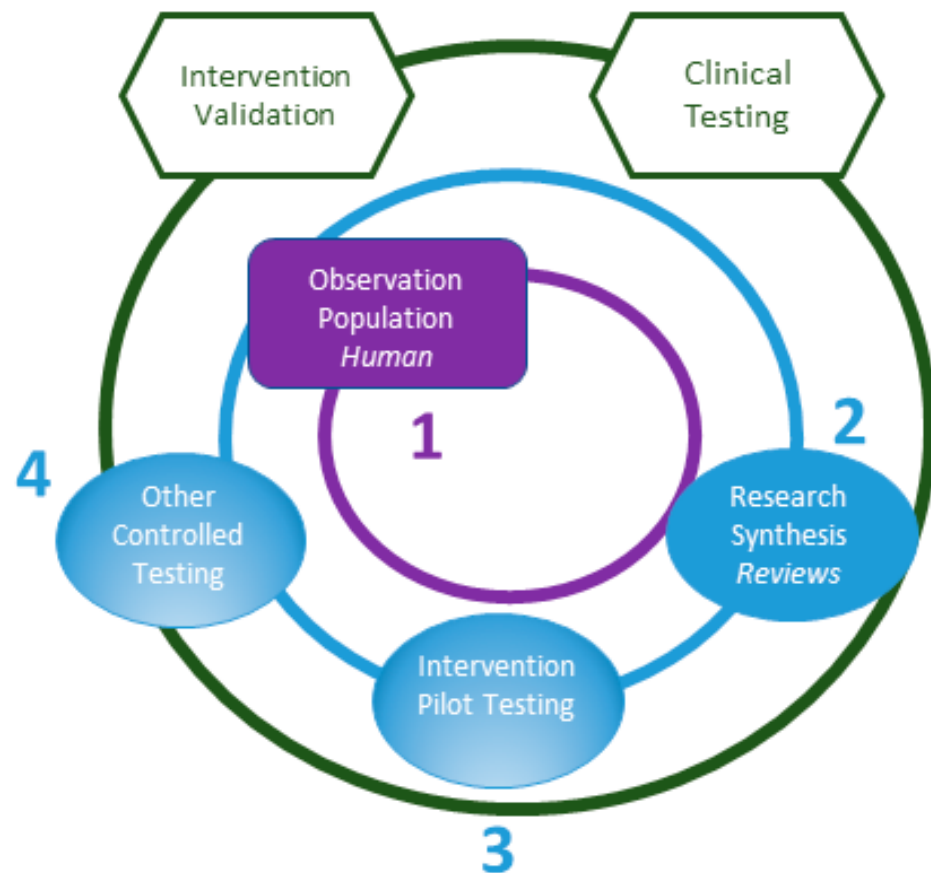 Intervention
Validation
Clinical
Testing
Observation
Population
Human
1
2
Research
Synthesis
Reviews
4
Other
Controlled
Testing
Intervention
Pilot Testing
3